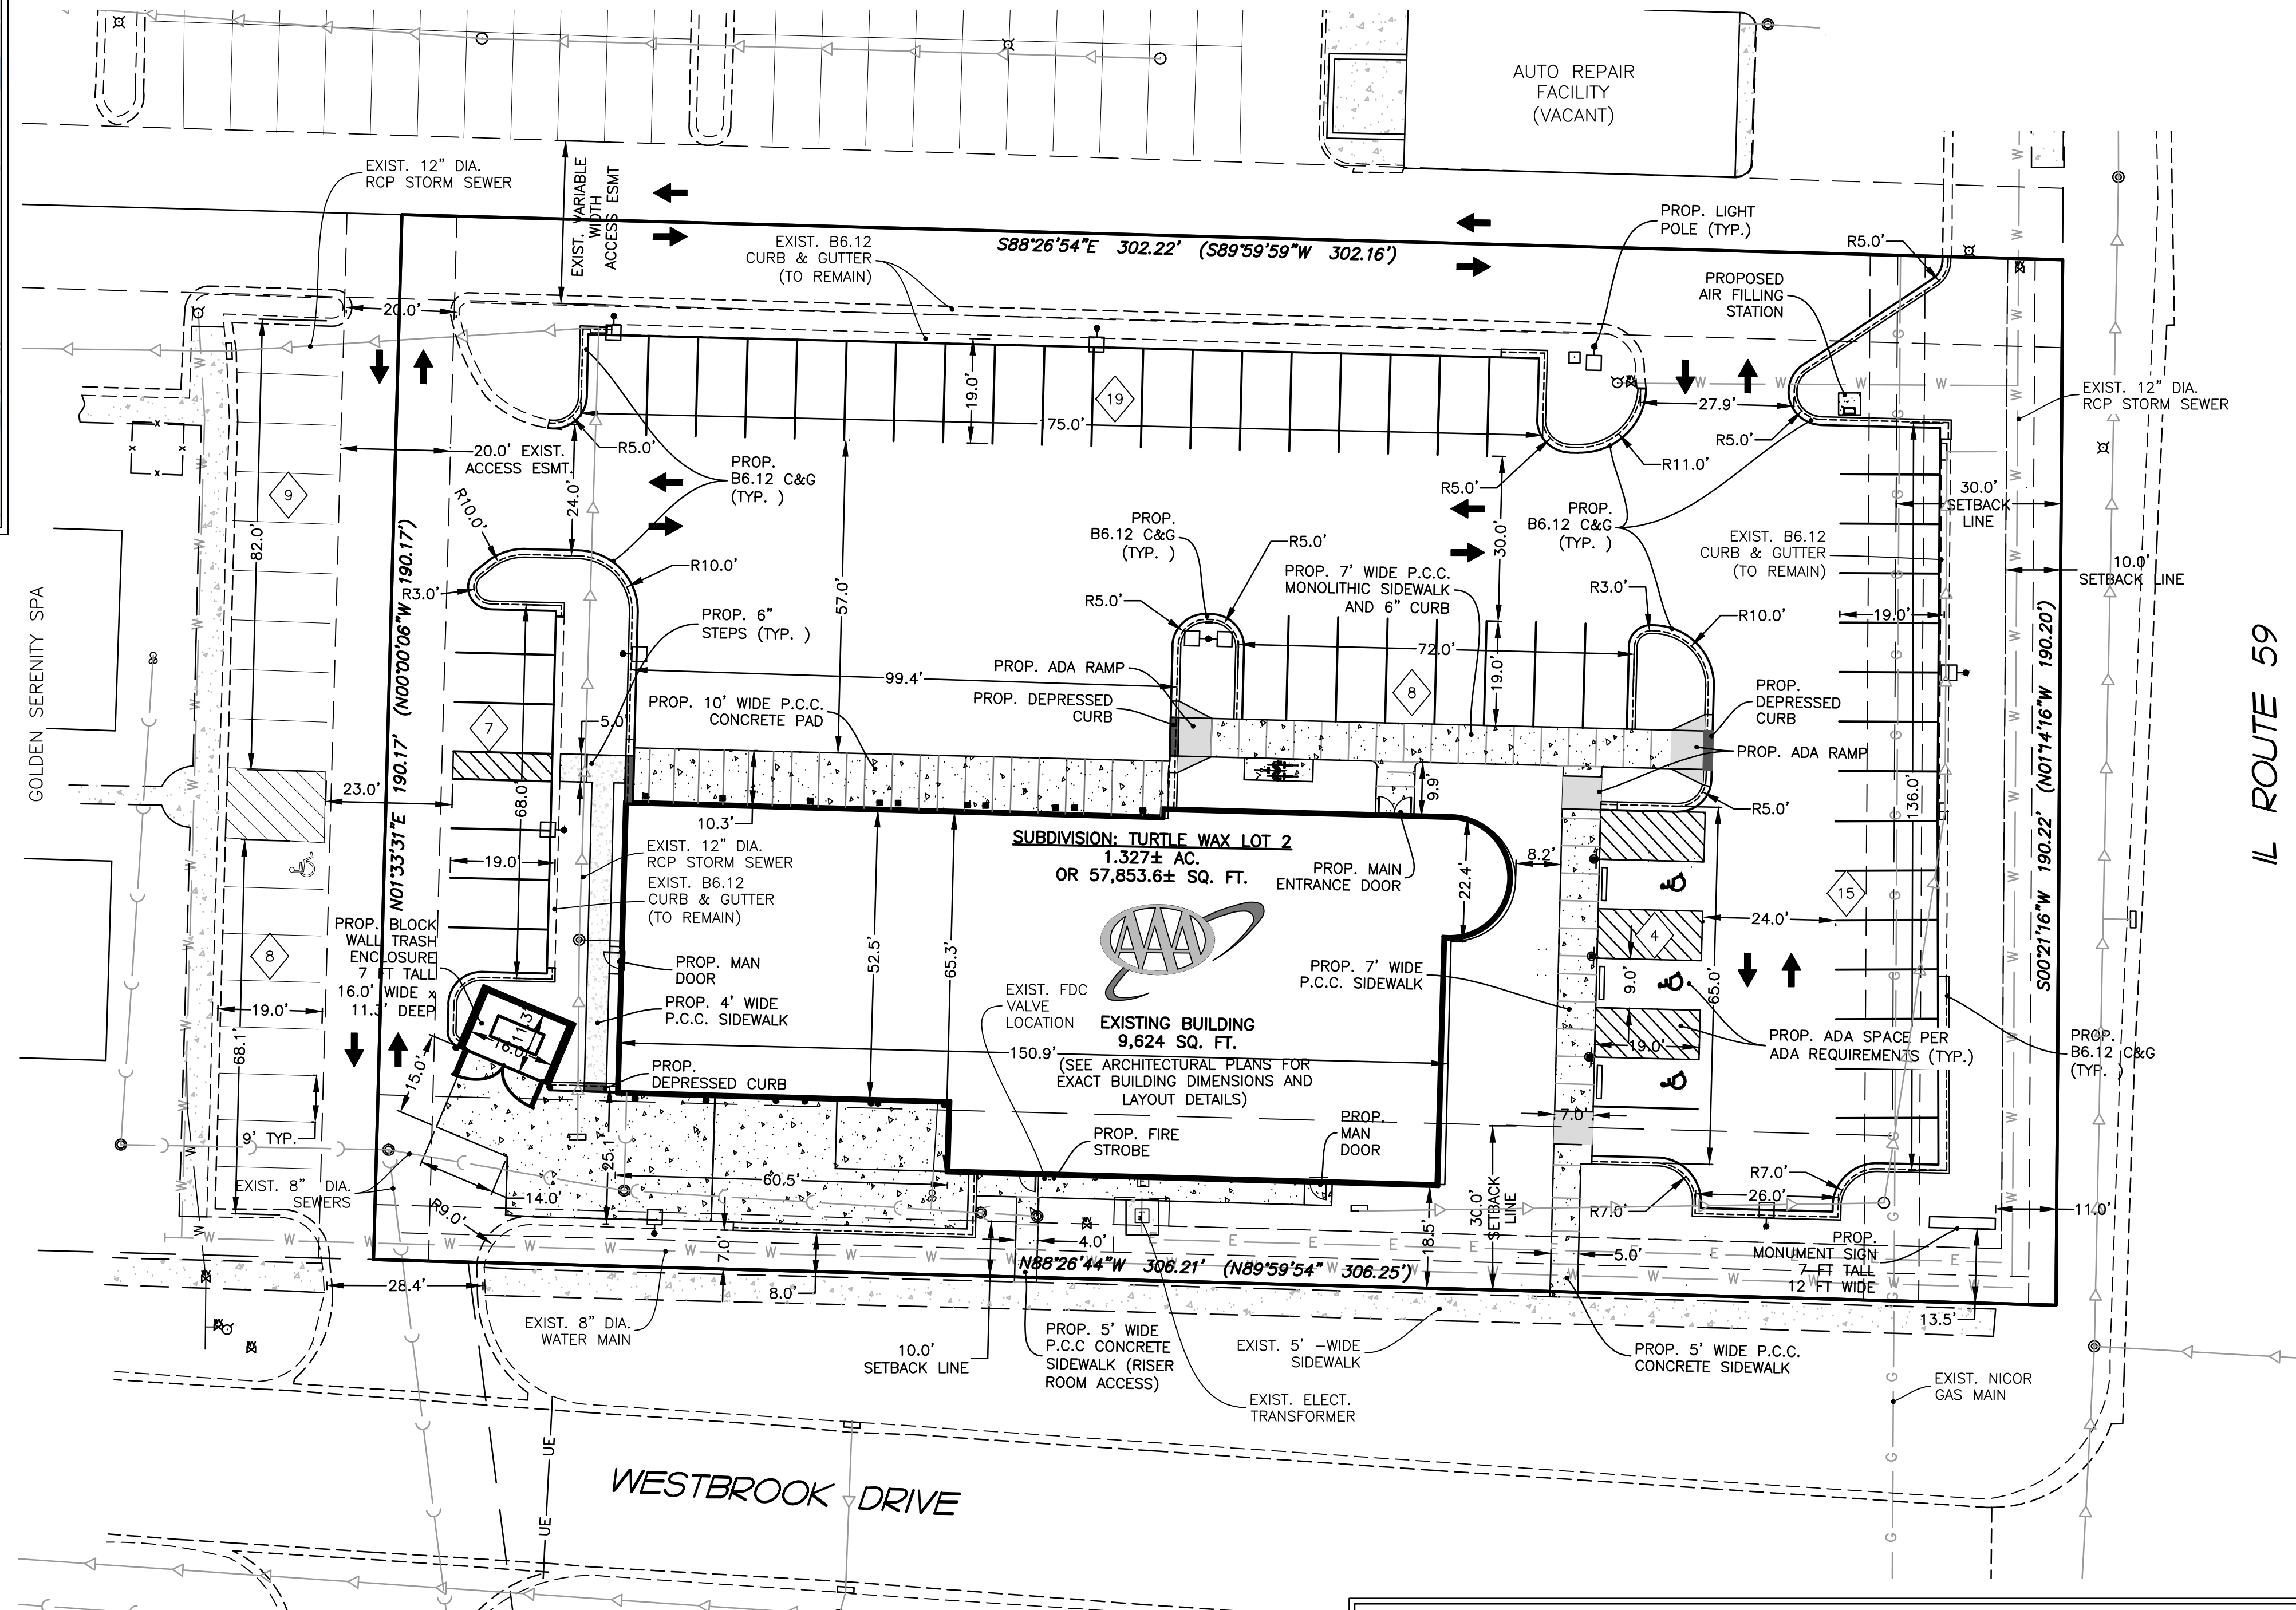 AUTO REPAIR
FACILITY
(VACANT)
EXIST. 12" DIA.
RCP STORM SEWER
EXIST. VARIABLE
WIDTH
ACCESS ESMT
EXIST. B6.12
CURB & GUTTER
(TO REMAIN)
S88°26'54"E 302.22' (S89°59'59"W 302.16')
PROP. LIGHT
POLE (TYP.)
R5.0'
PROPOSED
AIR FILLING
STATION
20.0'
19.0'
19
75.0'
27.9'
R5.0'
R11.0'
R5.0'
EXIST. 12" DIA.
RCP STORM SEWER
R5.0'
20.0' EXIST.
ACCESS ESMT.
PROP.
B6.12 C&G
(TYP. )
9
82.0'
R10.0'
24.0'
R10.0'
R3.0'
57.0'
PROP.
B6.12 C&G
(TYP. )
R5.0'
R5.0'
30.0'
PROP.
B6.12 C&G
(TYP. )
PROP. 7' WIDE P.C.C.
MONOLITHIC SIDEWALK
AND 6" CURB
R3.0'
R10.0'
EXIST. B6.12
CURB & GUTTER
(TO REMAIN)
30.0'
SETBACK
LINE
10.0'
SETBACK LINE
19.0'
GOLDEN SERENITY SPA
N01°33'31"E 190.17' (N00°00'06"W 190.17')
S00°21'16"W 190.22' (N01°14'16"W 190.20')
IL ROUTE 59
PROP. 6"
STEPS (TYP. )
PROP. ADA RAMP
PROP. DEPRESSED
CURB
99.4'
72.0'
19.0'
8
PROP.
DEPRESSED
CURB
PROP. ADA RAMP
R5.0'
136.0'
7
5.0'
PROP. 10' WIDE P.C.C.
CONCRETE PAD
23.0'
68.0'
19.0'
10.3'
9.9'
SUBDIVISION: TURTLE WAX LOT 2
1.327± AC.
OR 57,853.6± SQ. FT.
PROP. MAIN
ENTRANCE DOOR
22.4'
8.2'
EXIST. 12" DIA.
RCP STORM SEWER
EXIST. B6.12
CURB & GUTTER
(TO REMAIN)
52.5'
65.3'
AAA
15
24.0'
4
9.0'
65.0'
8
PROP. BLOCK
WALL TRASH
ENCLOSURE
7 FT TALL
16.0' WIDE x
11.3' DEEP
PROP. MAN
DOOR
PROP. 4' WIDE
P.C.C. SIDEWALK
EXIST. FDC
VALVE
LOCATION
EXISTING BUILDING
9,624 SQ. FT.
150.9'
(SEE ARCHITECTURAL PLANS FOR
EXACT BUILDING DIMENSIONS AND
LAYOUT DETAILS)
PROP. 7' WIDE
P.C.C. SIDEWALK
19.0'
PROP. ADA SPACE PER
ADA REQUIREMENTS (TYP.)
PROP.
B6.12 C&G
(TYP. )
19.0'
68.1'
11.3'
16.0'
15.0'
PROP.
DEPRESSED CURB
7.0'
9' TYP.
PROP. FIRE
STROBE
PROP.
MAN
DOOR
EXIST. 8" DIA.
SEWERS
14.0'
25.1'
60.5'
R9.0'
7.0'
8.0'
4.0'
18.5'
30.0'
SETBACK
LINE
5.0'
R7.0'
R7.0'
26.0'
11.0'
PROP.
MONUMENT SIGN
7 FT TALL
12 FT WIDE
13.5'
N88°26'44"W 306.21' (N89°59'54" 306.25')
28.4'
EXIST. 8" DIA.
WATER MAIN
10.0'
SETBACK LINE
PROP. 5' WIDE
P.C.C CONCRETE
SIDEWALK (RISER
ROOM ACCESS)
EXIST. 5' -WIDE
SIDEWALK
EXIST. ELECT.
TRANSFORMER
PROP. 5' WIDE P.C.C.
CONCRETE SIDEWALK
EXIST. NICOR
GAS MAIN
UE
UE
WESTBROOK DRIVE